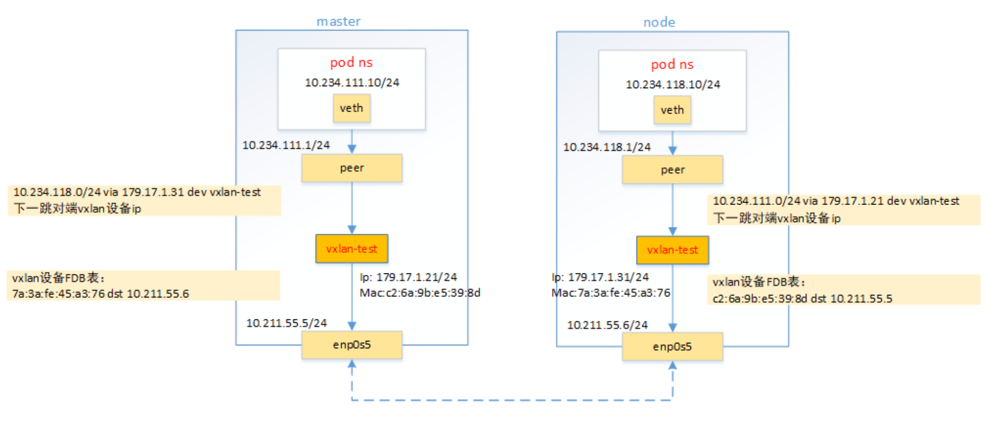 master
pod ns
10.234.111.10/24
veth
10.234.111.1/24
peer
10.234.118.0/24 via 179.17.1.31 dev vxlan-test
下一跳对端vxlan设备ip
vxlan-test
vxlan设备FDB表：
7a:3a:fe:45:a3:76 dst 10.211.55.6
Ip: 179.17.1.21/24
Mac:c2:6a:9b:e5:39:8d
10.211.55.5/24
enp0s5
node
pod ns
10.234.118.10/24
veth
10.234.118.1/24
peer
10.234.111.0/24 via 179.17.1.21 dev vxlan-test
下一跳对端vxlan设备ip
vxlan-test
Ip: 179.17.1.31/24
Mac:7a:3a:fe:45:a3:76
vxlan设备FDB表：
c2:6a:9b:e5:39:8d dst 10.211.55.5
10.211.55.6/24
enp0s5